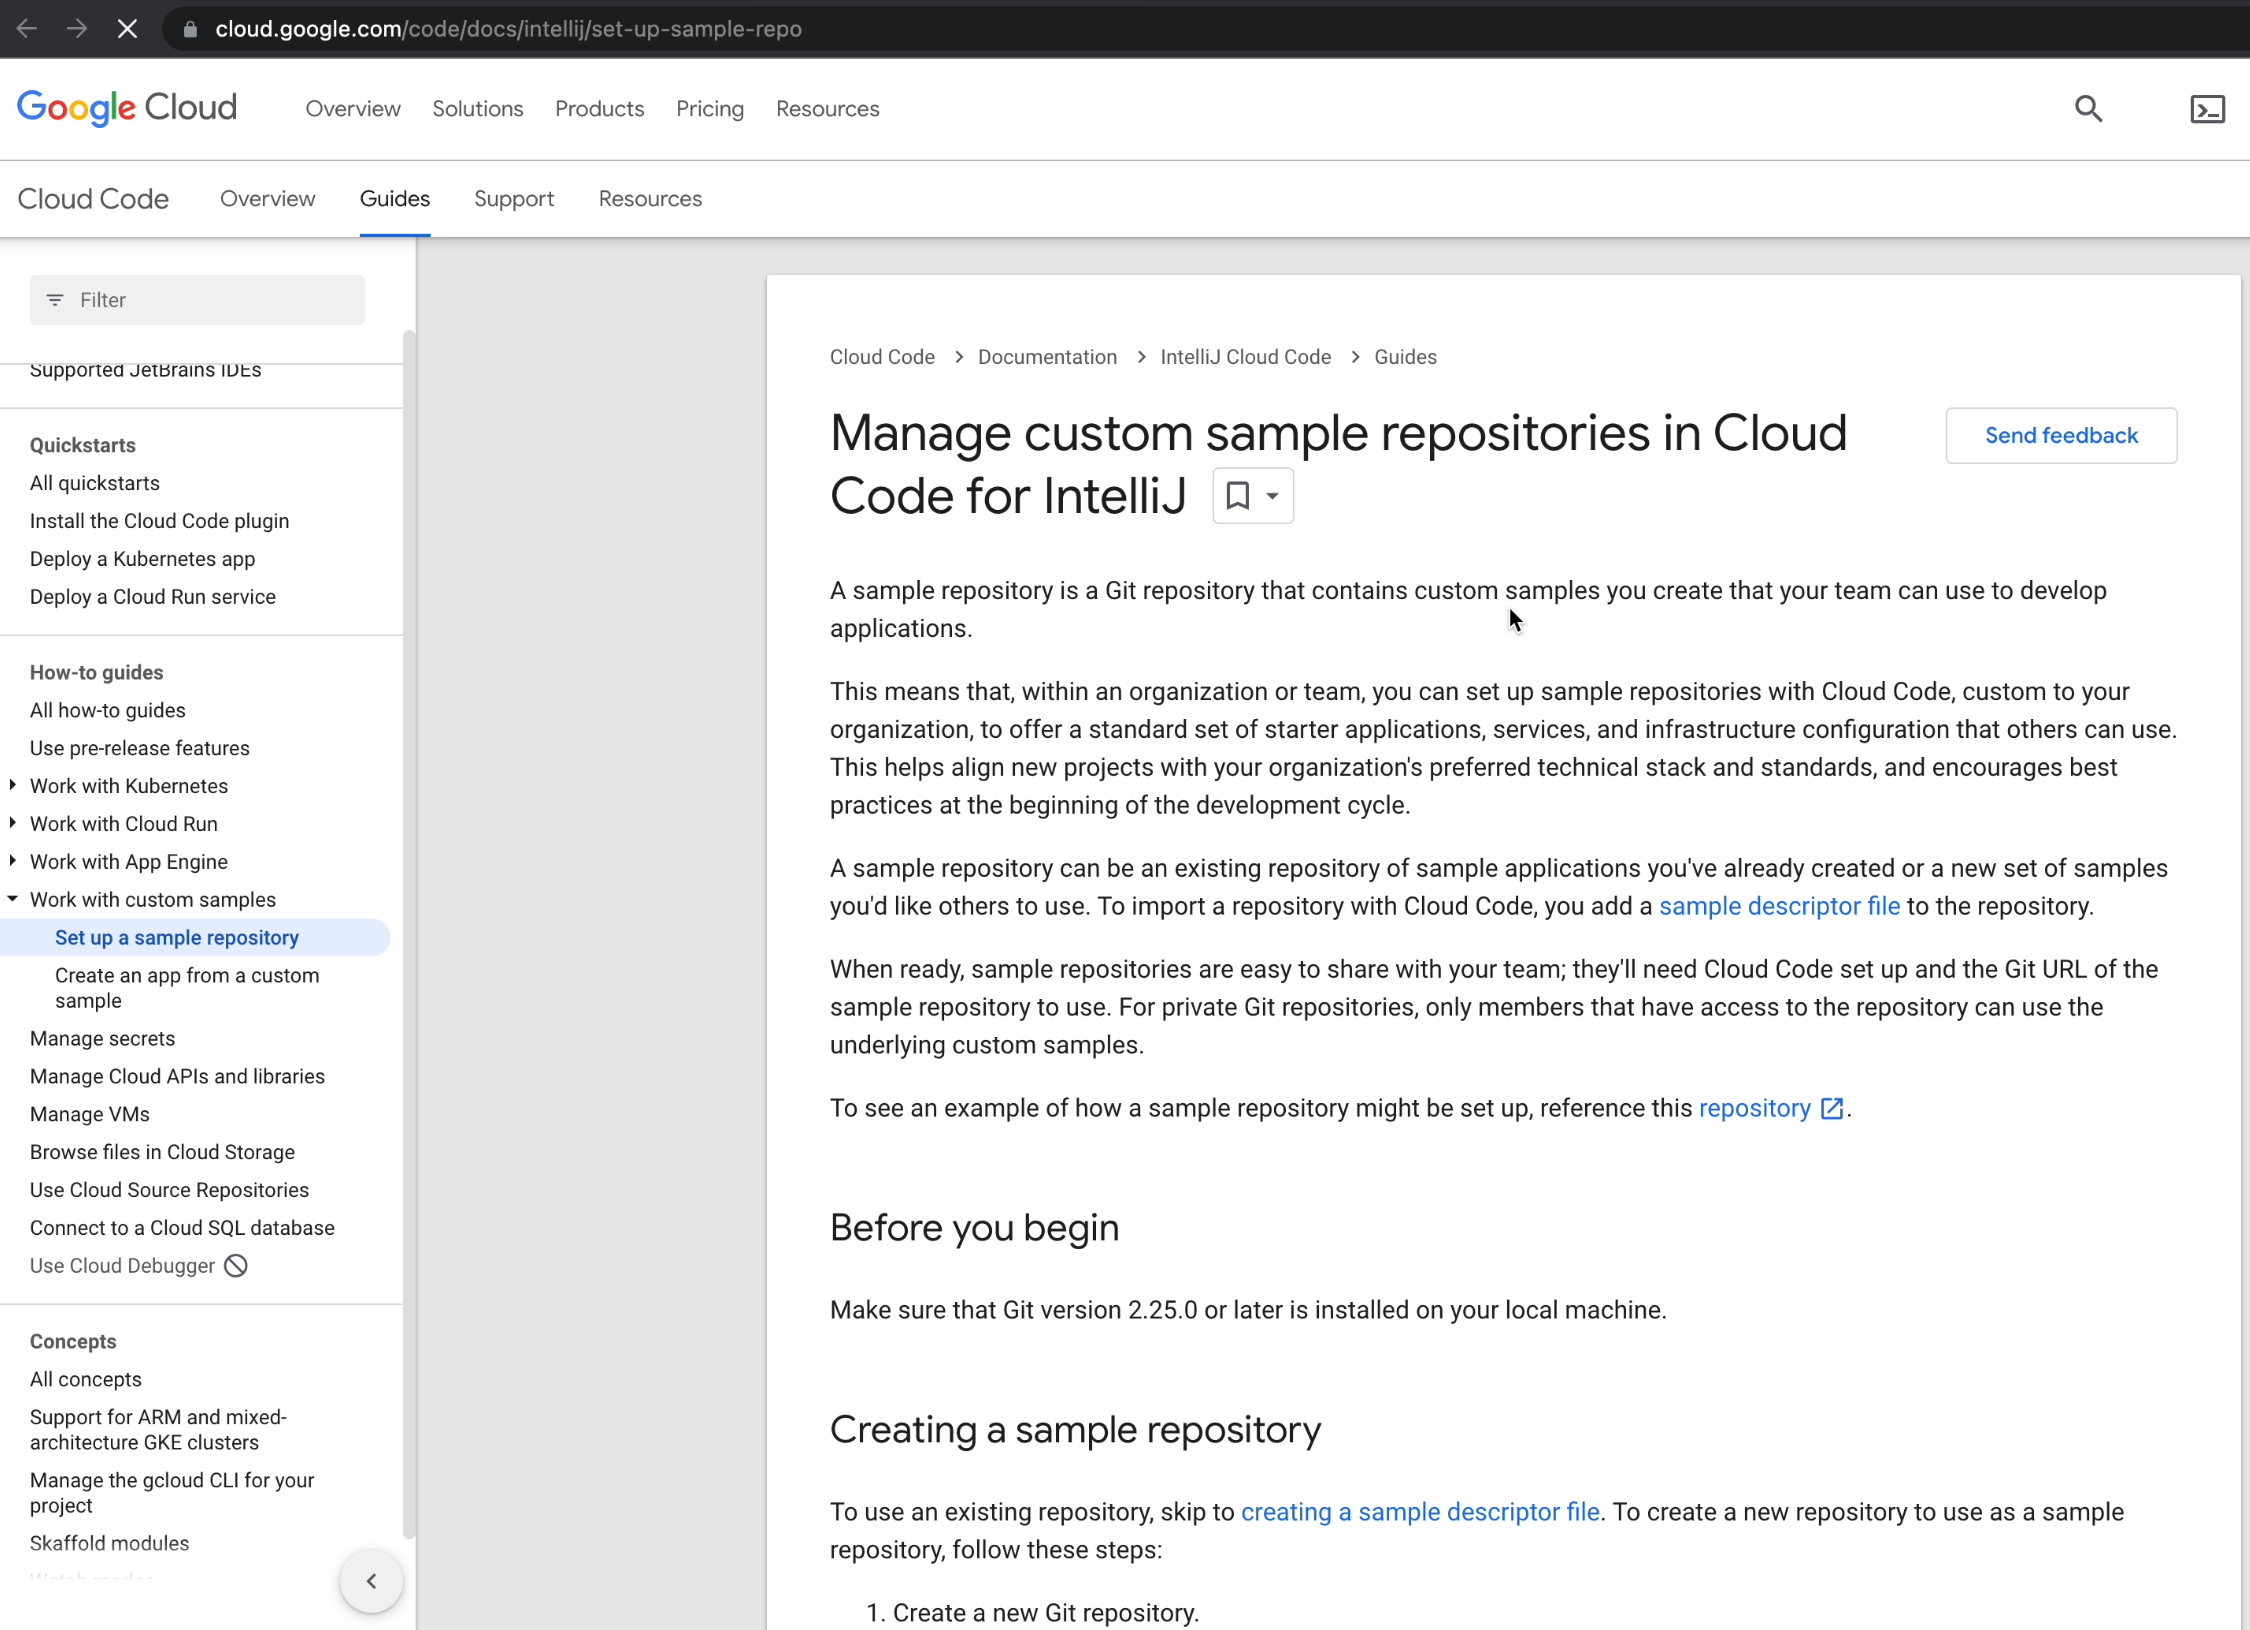 cloud.google.com/code/docs/intellij/set-up-sample-repo
Google Cloud
Overview
Solutions
Products
Pricing
Resources
Cloud Code
Overview
Guides
Support
Resources
Filter
Supported JetBrains IDEs
Quickstarts
All quickstarts
Install the Cloud Code plugin
Deploy a Kubernetes app
Deploy a Cloud Run service
How-to guides
All how-to guides
Use pre-release features
Work with Kubernetes
Work with Cloud Run
Work with App Engine
Work with custom samples
Set up a sample repository
Create an app from a custom
sample
Manage secrets
Manage Cloud APIs and libraries
Manage VMs
Browse files in Cloud Storage
Use Cloud Source Repositories
Connect to a Cloud SQL database
Use Cloud Debugger
Concepts
All concepts
Support for ARM and mixed-
architecture GKE clusters
Manage the gcloud CLI for your
project
Skaffold modules
Cloud Code > Documentation > IntelliJ Cloud Code > Guides
Manage custom sample repositories in Cloud
Code for IntelliJ
Send feedback
A sample repository is a Git repository that contains custom samples you create that your team can use to develop
applications.
This means that, within an organization or team, you can set up sample repositories with Cloud Code, custom to your
organization, to offer a standard set of starter applications, services, and infrastructure configuration that others can use.
This helps align new projects with your organization's preferred technical stack and standards, and encourages best
practices at the beginning of the development cycle.
A sample repository can be an existing repository of sample applications you've already created or a new set of samples
you'd like others to use. To import a repository with Cloud Code, you add a sample descriptor file to the repository.
When ready, sample repositories are easy to share with your team; they'll need Cloud Code set up and the Git URL of the
sample repository to use. For private Git repositories, only members that have access to the repository can use the
underlying custom samples.
To see an example of how a sample repository might be set up, reference this repository.
Before you begin
Make sure that Git version 2.25.0 or later is installed on your local machine.
Creating a sample repository
To use an existing repository, skip to creating a sample descriptor file. To create a new repository to use as a sample
repository, follow these steps:
1. Create a new Git repository.